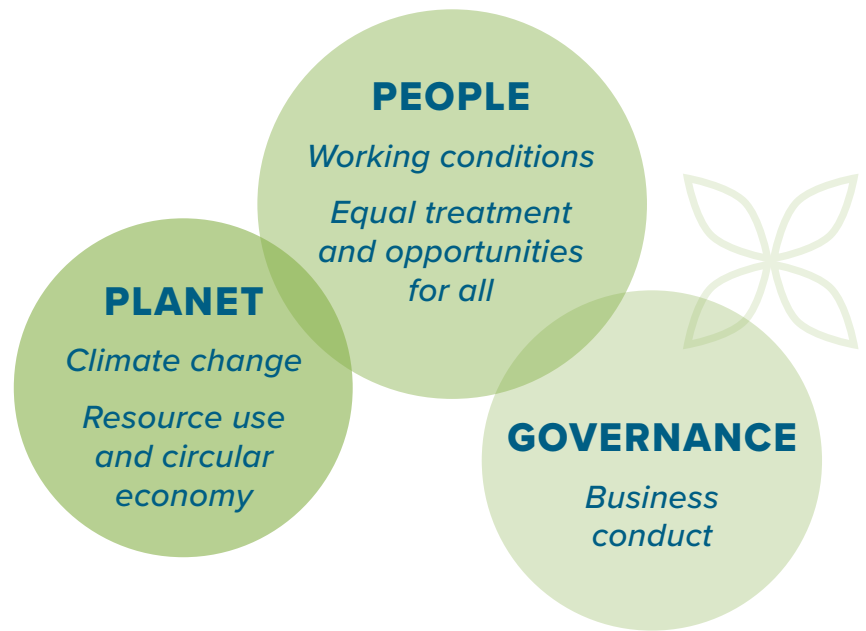 PEOPLE
Working conditions
Equal treatment
and opportunities
for all
PLANET
Climate change
Resource use
and circular
economy
GOVERNANCE
Business
conduct